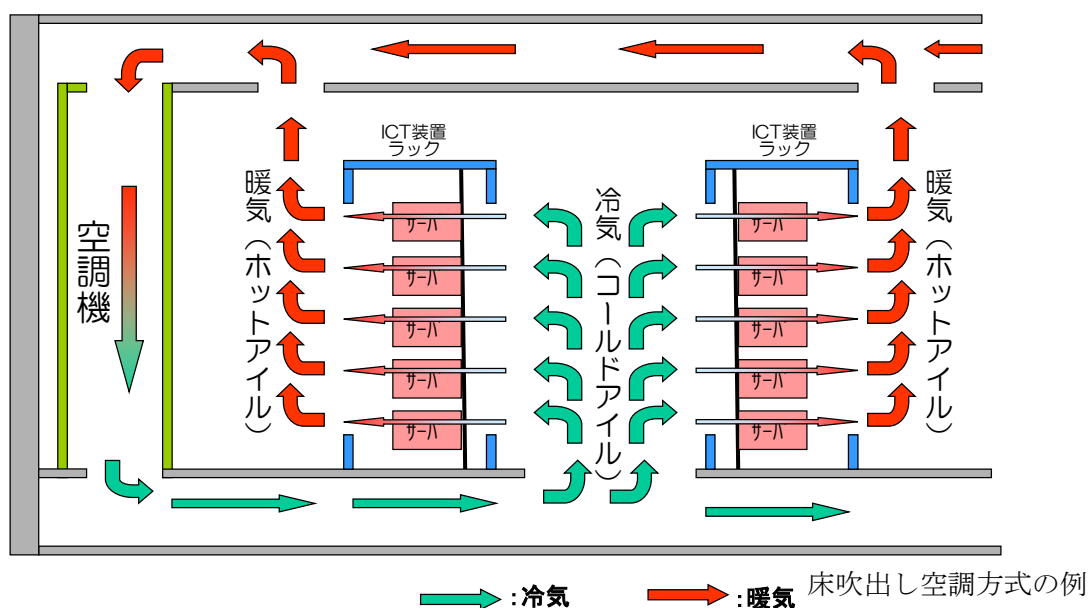 ICT装置
ラック
ICT装置
ラック
空調機
暖気（ホットアイル）
サーバ
サーバ
サーバ
サーバ
サーバ
冷気（コールドアイル）
サーバ
サーバ
サーバ
サーバ
サーバ
暖気（ホットアイル）
:冷気
:暖気
床吹出し空調方式の例